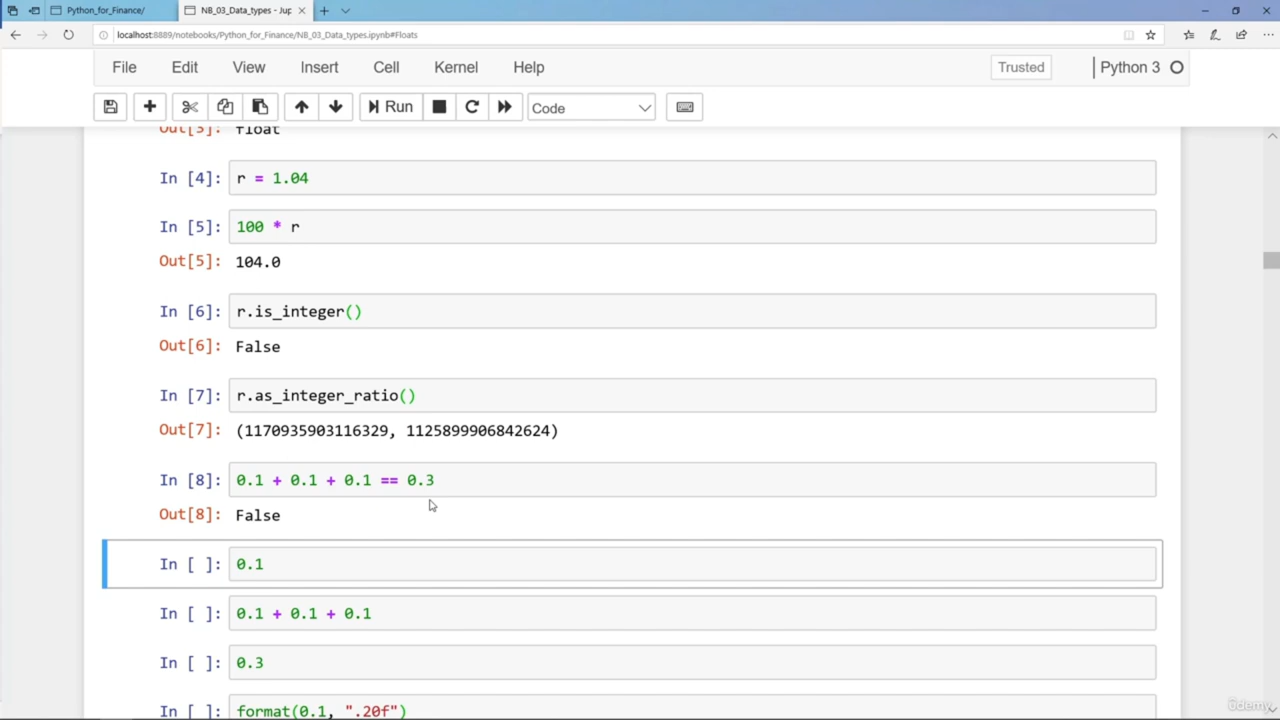 Python_for_Finance/
NB_03_Data_types - Jup
localhost:8889/notebooks/Python_for_Finance/NB_03_Data_types.ipynb#Floats
File Edit View Insert Cell Kernel Help Trusted Python 3
Run Code
Out[3]: float
In [4]: r = 1.04
In [5]: 100 * r
Out[5]: 104.0
In [6]: r.is_integer()
Out[6]: False
In [7]: r.as_integer_ratio()
Out[7]: (1170935903116329, 1125899906842624)
In [8]: 0.1 + 0.1 + 0.1 == 0.3
Out[8]: False
In [ ]: 0.1
In [ ]: 0.1 + 0.1 + 0.1
In [ ]: 0.3
In [ ]: format(0.1, ".20f")
ûdemy